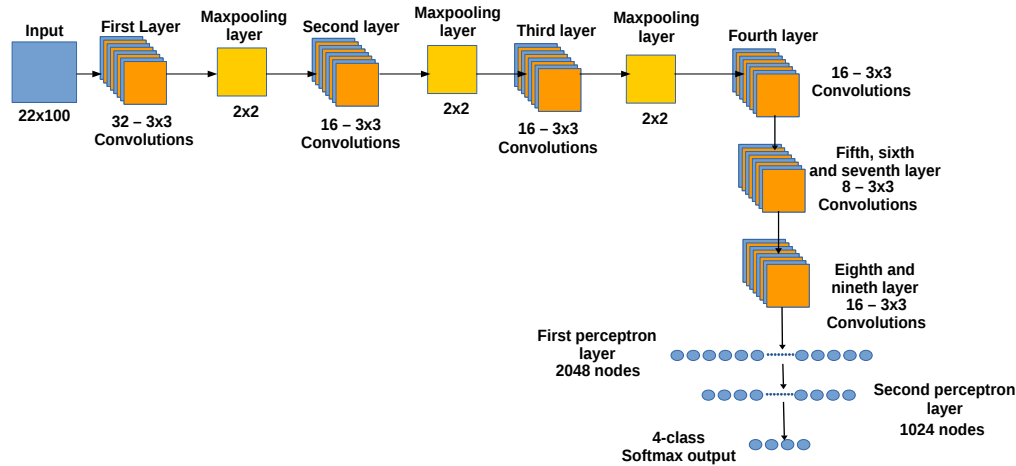 Input
22x100
First Layer
32 – 3x3
Convolutions
Maxpooling
layer
2x2
Second layer
16 – 3x3
Convolutions
Maxpooling
layer
2x2
Third layer
16 – 3x3
Convolutions
Maxpooling
layer
2x2
Fourth layer
16 – 3x3
Convolutions
Fifth, sixth
and seventh layer
8 – 3x3
Convolutions
Eighth and
nineth layer
16 – 3x3
Convolutions
First perceptron
layer
2048 nodes
Second perceptron
layer
1024 nodes
4-class
Softmax output